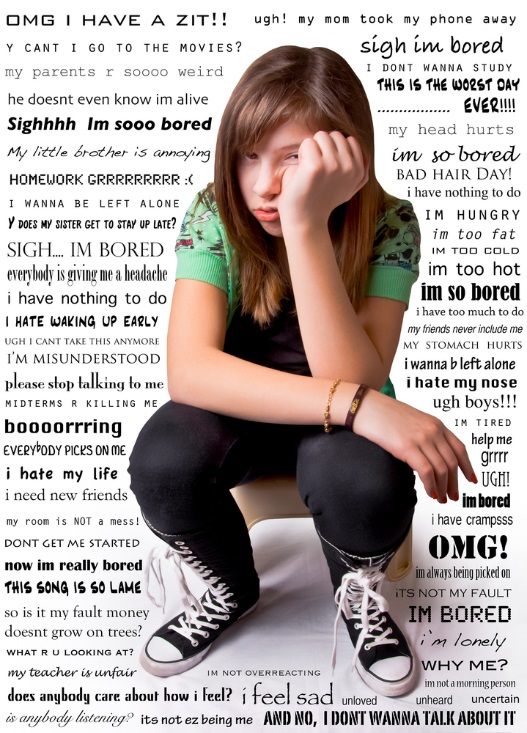 OMG I HAVE A ZIT!!
ugh! my mom took my phone away
Y CANT I GO TO THE MOVIES?
sigh im bored
my parents r soooo weird
I DONT WANNA STUDY
THIS IS THE WORST DAY
he doesnt even know im alive
................. EVER!!!!
Sighhhh Im sooo bored
my head hurts
My little brother is annoying
im so bored
HOMEWORK GRRRRRRRRR :(
BAD HAIR DAY!
i have nothing to do
I WANNA BE LEFT ALONE
IM HUNGRY
Y DOES MY SISTER GET TO STAY UP LATE?
im too fat
SIGH.... IM BORED
IM TOO COLD
everybody is giving me a headache
im too hot
i have nothing to do
im so bored
I HATE WAKING UP EARLY
i have too much to do
my friends never include me
UGH I CANT TAKE THIS ANYMORE
MY STOMACH HURTS
I'M MISUNDERSTOOD
i wanna b left alone
please stop talking to me
i hate my nose
MIDTERMS R KILLING ME
ugh boys!!!
boooorrring
IM TIRED
help me
EVERYBODY PICKS ON ME
grrrr
i hate my life
UGH!
i need new friends
im bored
my room is NOT a mess!
i have crampsss
DONT GET ME STARTED
OMG!
now im really bored
im always being picked on
THIS SONG IS SO LAME
iTS NOT MY FAULT
so is it my fault money
IM BORED
doesnt grow on trees?
i'm lonely
WHAT R U LOOKING AT?
WHY ME?
my teacher is unfair
IM NOT OVERREACTING
im not a morning person
does anybody care about how i feel?
i feel sad
unloved
unheard
uncertain
is anybody listening?
its not ez being me
AND NO, I DONT WANNA TALK ABOUT IT